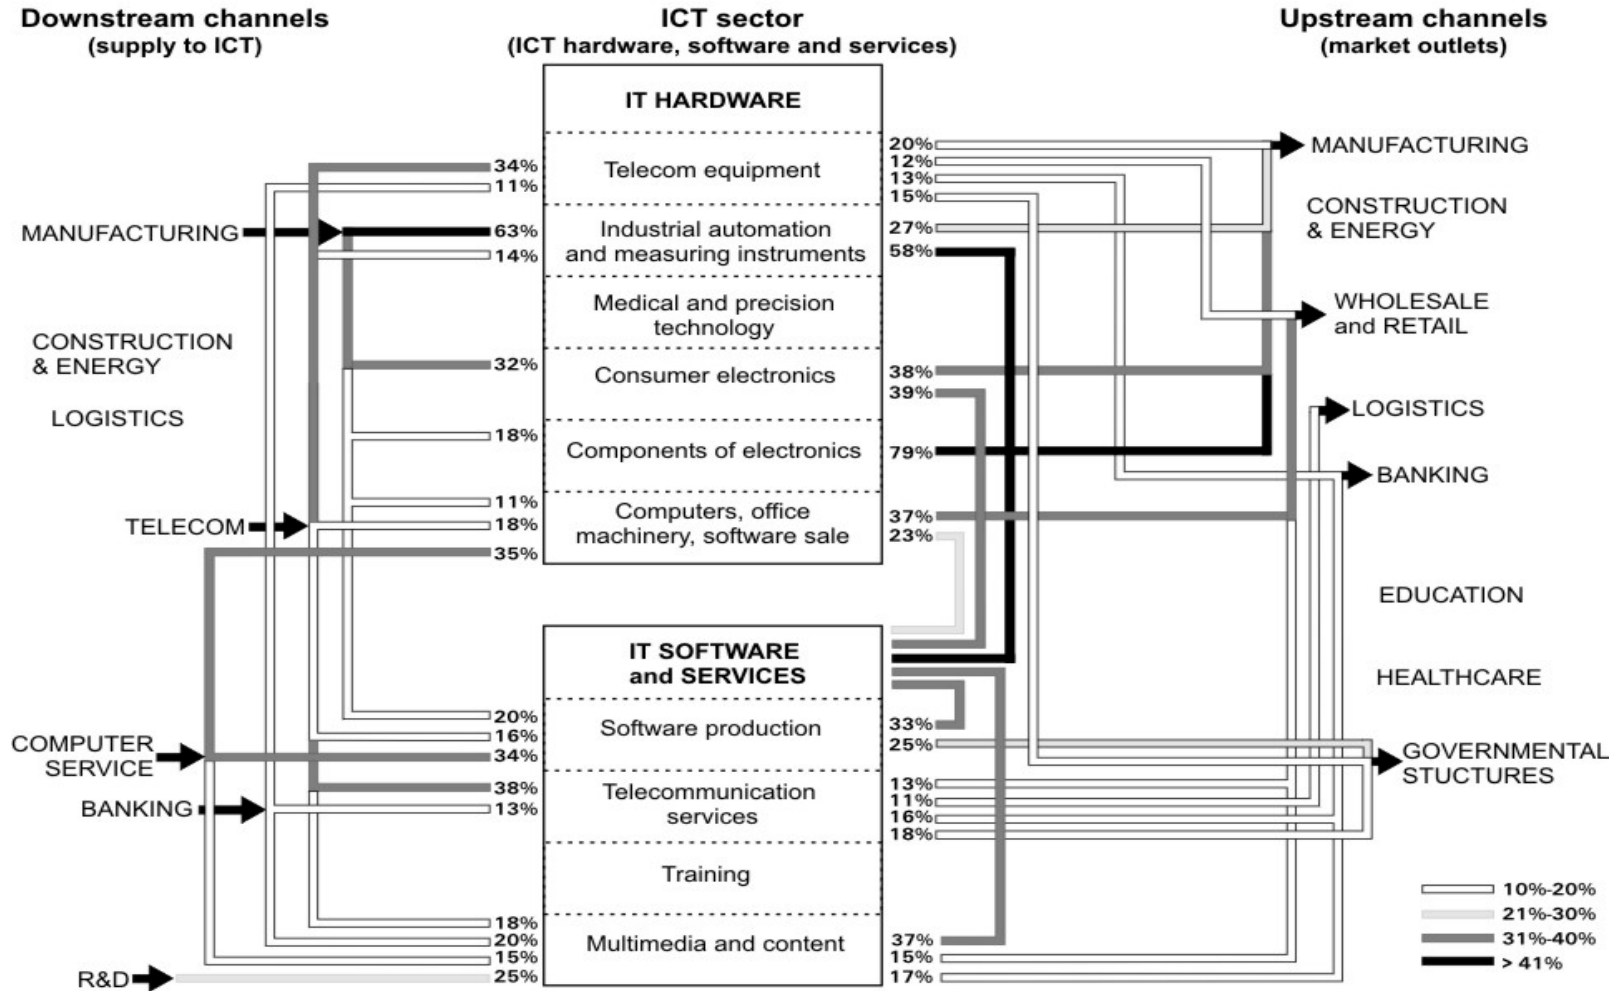 Downstream channels
(supply to ICT)
ICT sector
(ICT hardware, software and services)
Upstream channels
(market outlets)
MANUFACTURING
CONSTRUCTION
& ENERGY
LOGISTICS
TELECOM
COMPUTER
SERVICE
BANKING
R&D
34%
11%
63%
14%
32%
18%
11%
18%
35%
20%
16%
34%
38%
13%
18%
20%
15%
25%
IT HARDWARE
Telecom equipment
Industrial automation
and measuring instruments
Medical and precision
technology
Consumer electronics
Components of electronics
Computers, office
machinery, software sale
IT SOFTWARE
and SERVICES
Software production
Telecommunication
services
Training
Multimedia and content
20%
12%
13%
15%
27%
58%
38%
39%
79%
37%
23%
33%
25%
13%
11%
16%
18%
37%
15%
17%
MANUFACTURING
CONSTRUCTION
& ENERGY
WHOLESALE
and RETAIL
LOGISTICS
BANKING
EDUCATION
HEALTHCARE
GOVERNMENTAL
STUCTURES
10%-20%
21%-30%
31%-40%
> 41%